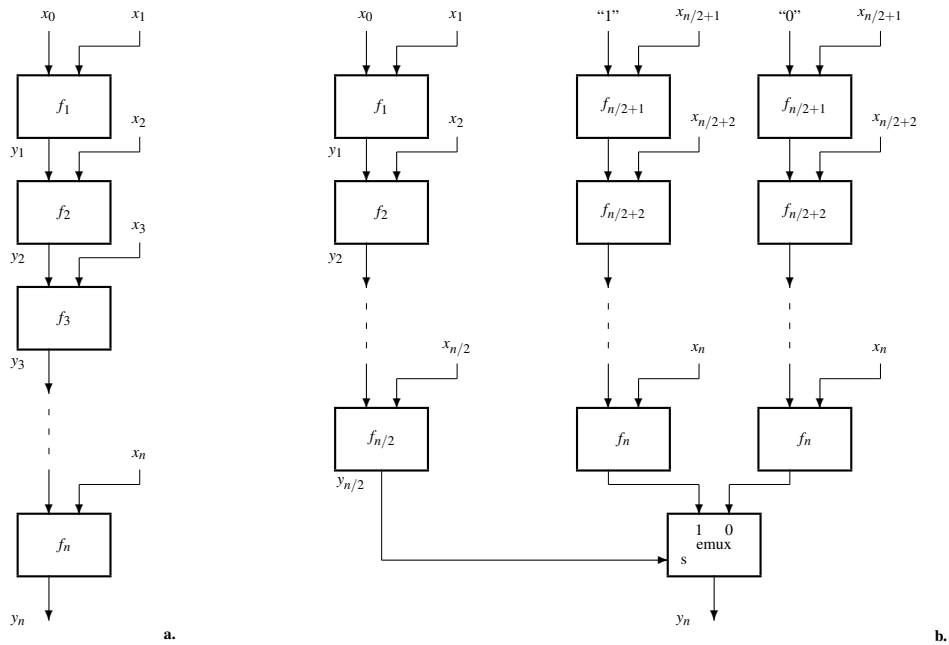 x₀ x₁
f₁
y₁ x₂
f₂
y₂ x₃
f₃
y₃
xₙ
fₙ
yₙ
a.
x₀ x₁ “1” xₙ/₂₊₁ “0” xₙ/₂₊₁
f₁ fₙ/₂₊₁ fₙ/₂₊₁
y₁ x₂ xₙ/₂₊₂ xₙ/₂₊₂
f₂ fₙ/₂₊₂ fₙ/₂₊₂
y₂
xₙ/₂ xₙ xₙ
fₙ/₂ fₙ fₙ
yₙ/₂
1 0
emux
s
yₙ
b.